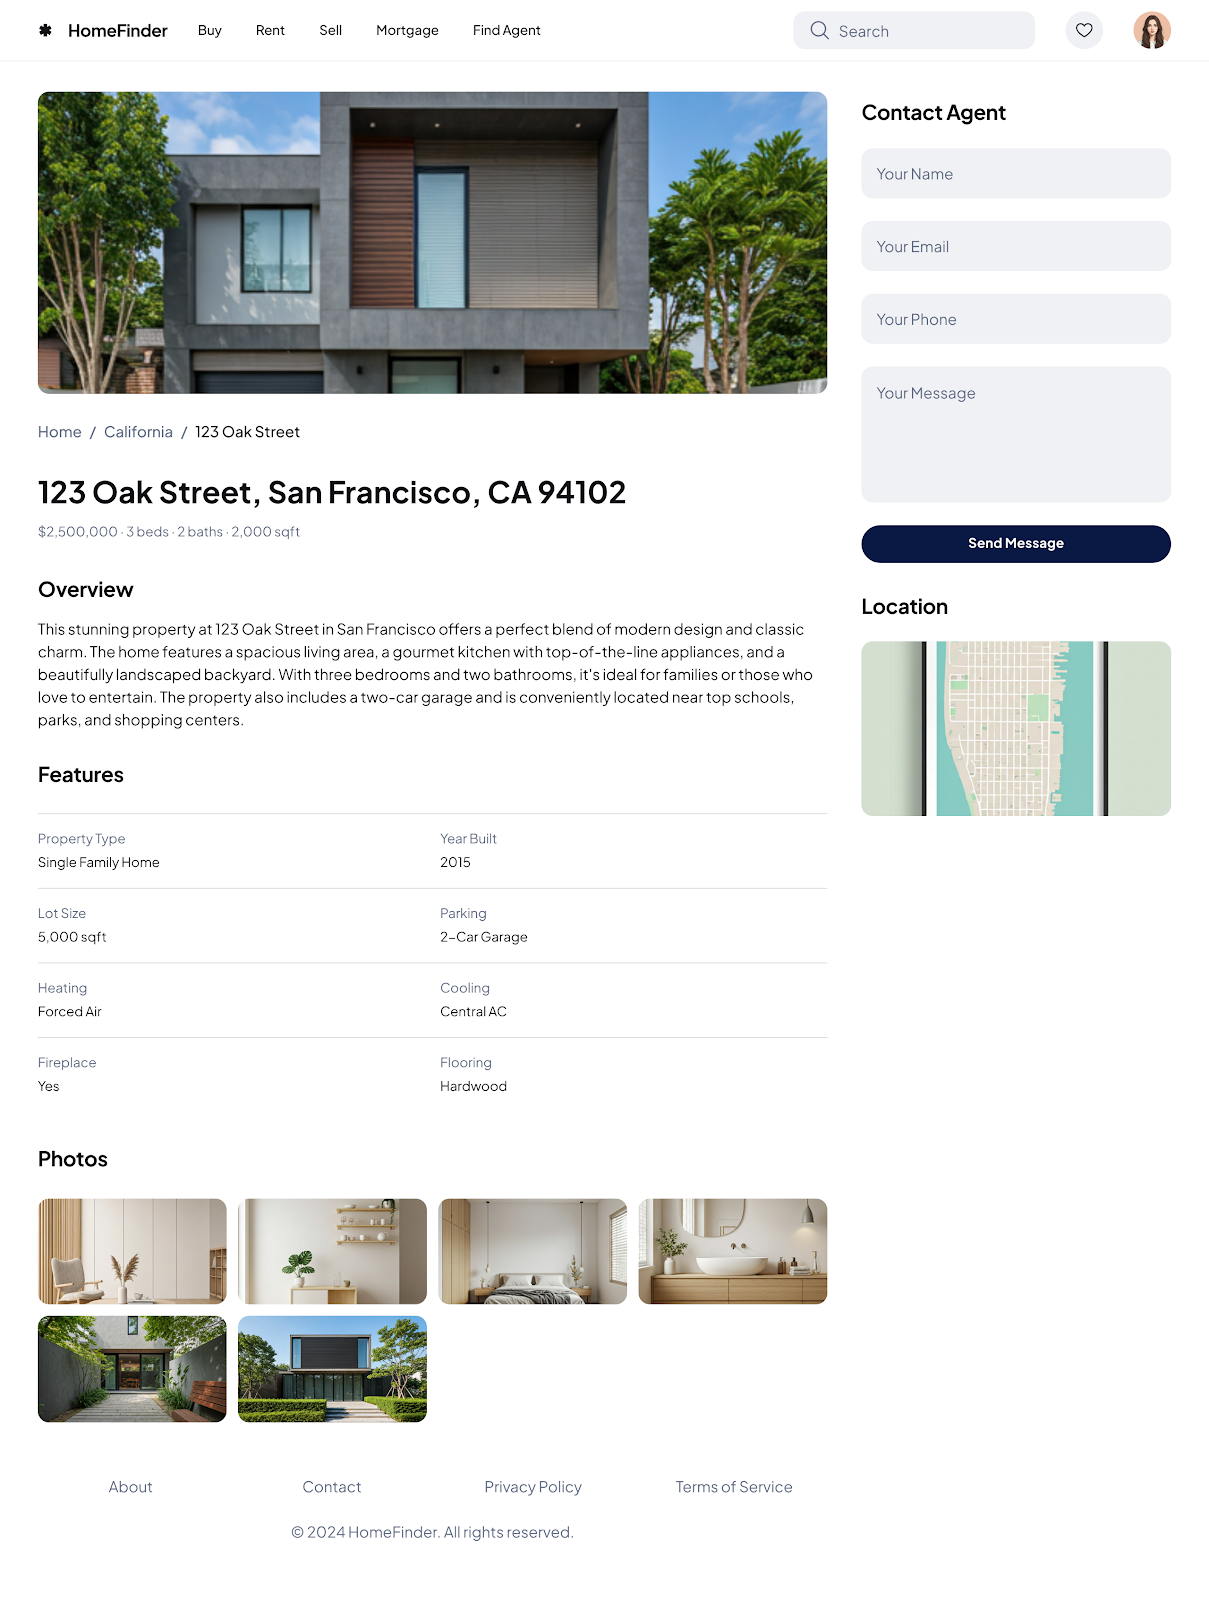 HomeFinder
Buy
Rent
Sell
Mortgage
Find Agent
Search
Home / California / 123 Oak Street
123 Oak Street, San Francisco, CA 94102
$2,500,000 · 3 beds · 2 baths · 2,000 sqft
Overview
This stunning property at 123 Oak Street in San Francisco offers a perfect blend of modern design and classic
charm. The home features a spacious living area, a gourmet kitchen with top-of-the-line appliances, and a
beautifully landscaped backyard. With three bedrooms and two bathrooms, it's ideal for families or those who
love to entertain. The property also includes a two-car garage and is conveniently located near top schools,
parks, and shopping centers.
Features
Property Type
Single Family Home
Year Built
2015
Lot Size
5,000 sqft
Parking
2-Car Garage
Heating
Forced Air
Cooling
Central AC
Fireplace
Yes
Flooring
Hardwood
Photos
Contact Agent
Your Name
Your Email
Your Phone
Your Message
Send Message
Location
About
Contact
Privacy Policy
Terms of Service
© 2024 HomeFinder. All rights reserved.